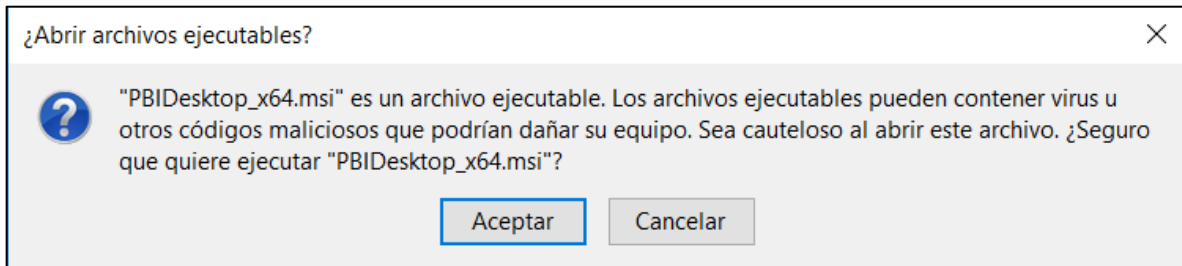 ¿Abrir archivos ejecutables?
"PBIDesktop_x64.msi" es un archivo ejecutable. Los archivos ejecutables pueden contener virus u
otros códigos maliciosos que podrían dañar su equipo. Sea cauteloso al abrir este archivo. ¿Seguro
que quiere ejecutar "PBIDesktop_x64.msi"?
Aceptar Cancelar